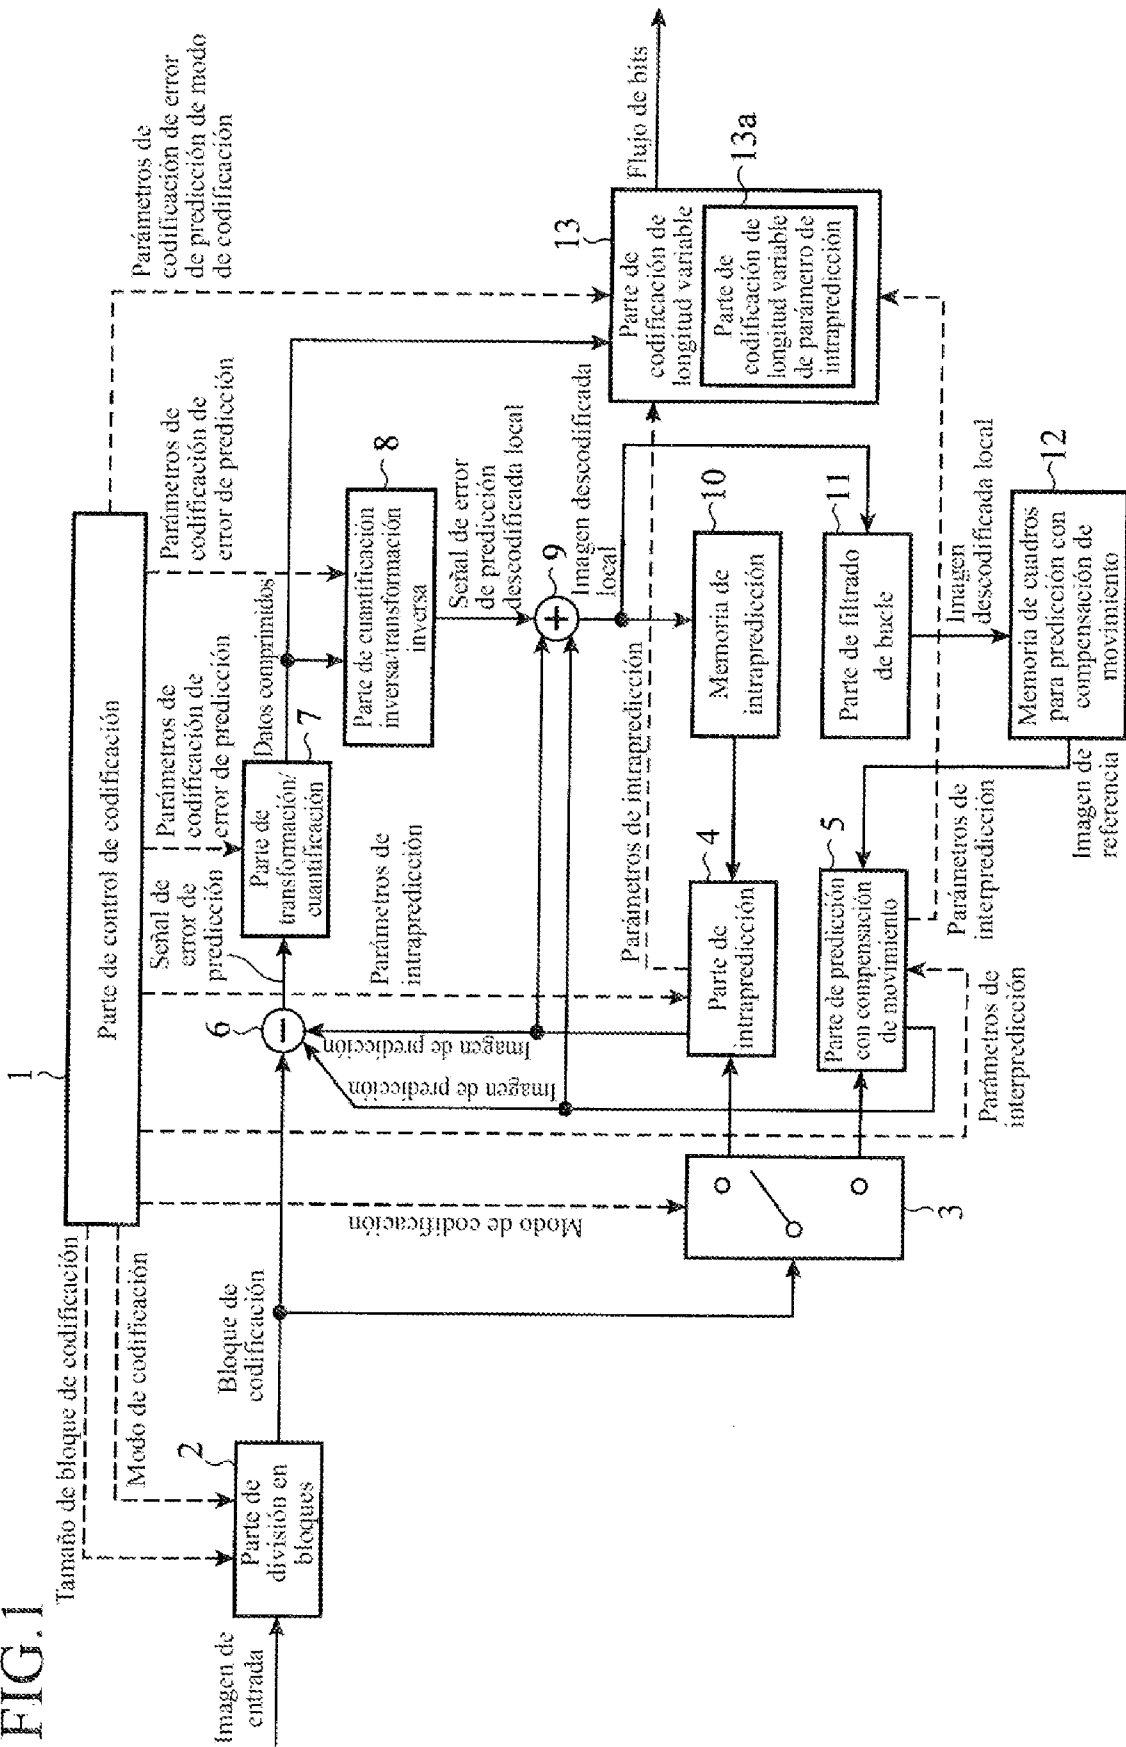 FIG.1
1
Parte de control de codificación
Tamaño de bloque de codificación
Modo de codificación
Imagen de
entrada
2
Parte de
división en
bloques
Bloque de
codificación
Modo de codificación
3
6
Señal de
error de
predicción
Parámetros de
codificación de
error de predicción
7
Parte de
transformación/
cuantificación
Datos comprimidos
Parámetros de
codificación de
error de predicción
8
Parte de cuantificación
inversa/transformación
inversa
Parámetros de
codificación de error
de predicción de modo
de codificación
Señal de error
de predicción
descodificada local
9
Imagen descodificada
local
Parámetros de
intrapredicción
Imagen de predicción
Imagen de predicción
4
Parte de
intrapredicción
Parámetros de intrapredicción
10
Memoria de
intrapredicción
5
Parte de predicción
con compensación
de movimiento
Parámetros de
interpredicción
Parámetros de
interpredicción
11
Parte de filtrado
de bucle
Imagen
descodificada local
12
Memoria de cuadros
para predicción con
compensación de
movimiento
Imagen de
referencia
13
Parte de
codificación de
longitud variable
13a
Parte de
codificación de
longitud variable
de parámetro de
intrapredicción
Flujo de bits